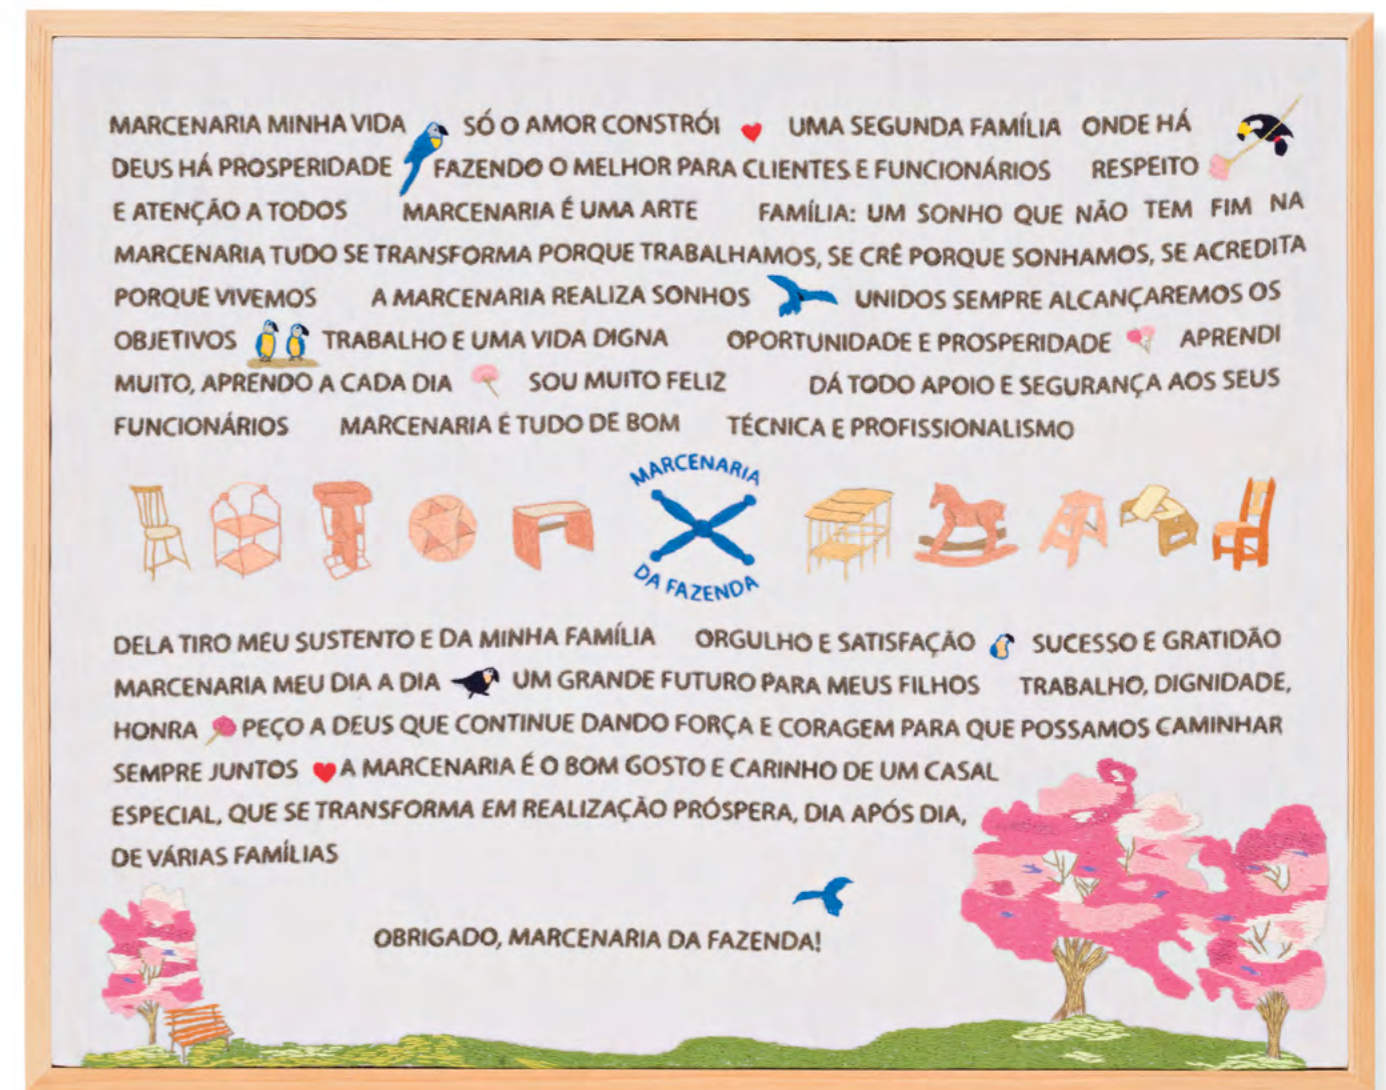 MARCENARIA MINHA VIDA SÓ O AMOR CONSTRÓI UMA SEGUNDA FAMÍLIA ONDE HÁ
DEUS HÁ PROSPERIDADE FAZENDO O MELHOR PARA CLIENTES E FUNCIONÁRIOS RESPEITO
E ATENÇÃO A TODOS MARCENARIA É UMA ARTE FAMÍLIA: UM SONHO QUE NÃO TEM FIM NA
MARCENARIA TUDO SE TRANSFORMA PORQUE TRABALHAMOS, SE CRÊ PORQUE SONHAMOS, SE ACREDITA
PORQUE VIVEMOS A MARCENARIA REALIZA SONHOS UNIDOS SEMPRE ALCANÇAREMOS OS
OBJETIVOS TRABALHO E UMA VIDA DIGNA OPORTUNIDADE E PROSPERIDADE APRENDI
MUITO, APRENDO A CADA DIA SOU MUITO FELIZ DÁ TODO APOIO E SEGURANÇA AOS SEUS
FUNCIONÁRIOS MARCENARIA É TUDO DE BOM TÉCNICA E PROFISSIONALISMO
MARCENARIA
DA FAZENDA
DELA TIRO MEU SUSTENTO E DA MINHA FAMÍLIA ORGULHO E SATISFAÇÃO SUCESSO E GRATIDÃO
MARCENARIA MEU DIA A DIA UM GRANDE FUTURO PARA MEUS FILHOS TRABALHO, DIGNIDADE,
HONRA PEÇO A DEUS QUE CONTINUE DANDO FORÇA E CORAGEM PARA QUE POSSAMOS CAMINHAR
SEMPRE JUNTOS A MARCENARIA É O BOM GOSTO E CARINHO DE UM CASAL
ESPECIAL, QUE SE TRANSFORMA EM REALIZAÇÃO PRÓSPERA, DIA APÓS DIA,
DE VÁRIAS FAMÍLIAS
OBRIGADO, MARCENARIA DA FAZENDA!